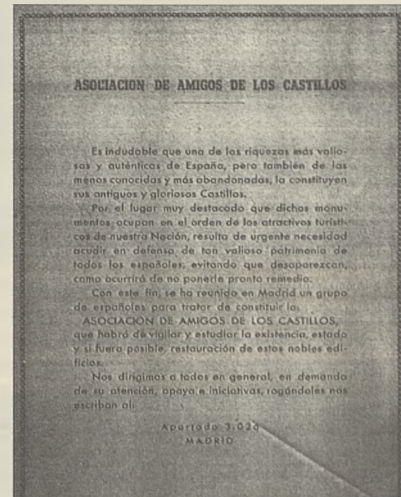 ASOCIACION DE AMIGOS DE LOS CASTILLOS
Es indudable que una de las riquezas más valio-
sas y auténticas de España, pero también de las
menos conocidas y más abandonadas, la constituyen
sus antiguos y gloriosos Castillos.
Por el lugar muy destacado que dichos monu-
mentos ocupan en el orden de los atractivos turísti-
cos de nuestra Nación, resulta de urgente necesidad
acudir en defensa de tan valioso patrimonio de
todos los españoles, evitando que desaparezcan,
como ocurrirá de no ponerle pronto remedio.
Con este fin, se ha reunido en Madrid un grupo
de españoles para tratar de constituir la,
ASOCIACIÓN DE AMIGOS DE LOS CASTILLOS,
que habrá de vigilar y estudiar la existencia, estado
y si fuera posible, restauración de estos nobles edi-
ficios.
Nos dirigimos a todos en general, en demanda
de su atención, apoyo e iniciativas, rogándoles nos
escriban al:
Apartado 3.026
MADRID